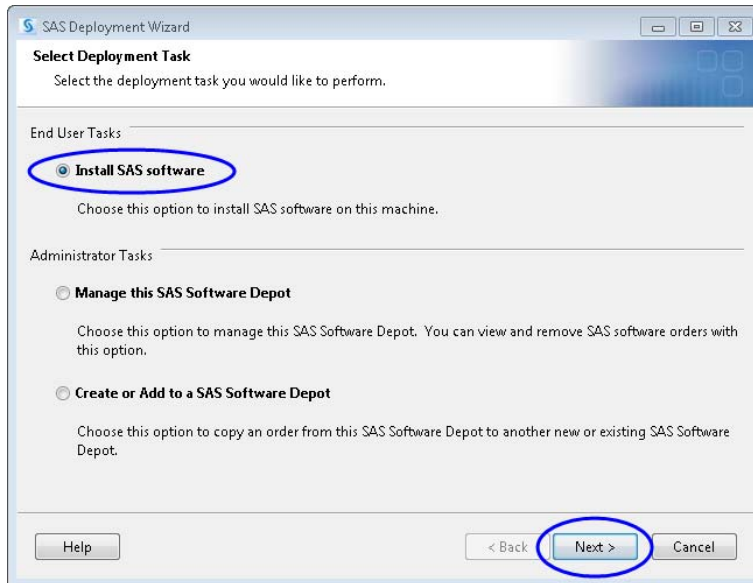 SAS Deployment Wizard
Select Deployment Task
Select the deployment task you would like to perform.
End User Tasks
Install SAS software
Choose this option to install SAS software on this machine.
Administrator Tasks
Manage this SAS Software Depot
Choose this option to manage this SAS Software Depot. You can view and remove SAS software orders with
this option.
Create or Add to a SAS Software Depot
Choose this option to copy an order from this SAS Software Depot to another new or existing SAS Software
Depot.
Help
< Back
Next >
Cancel